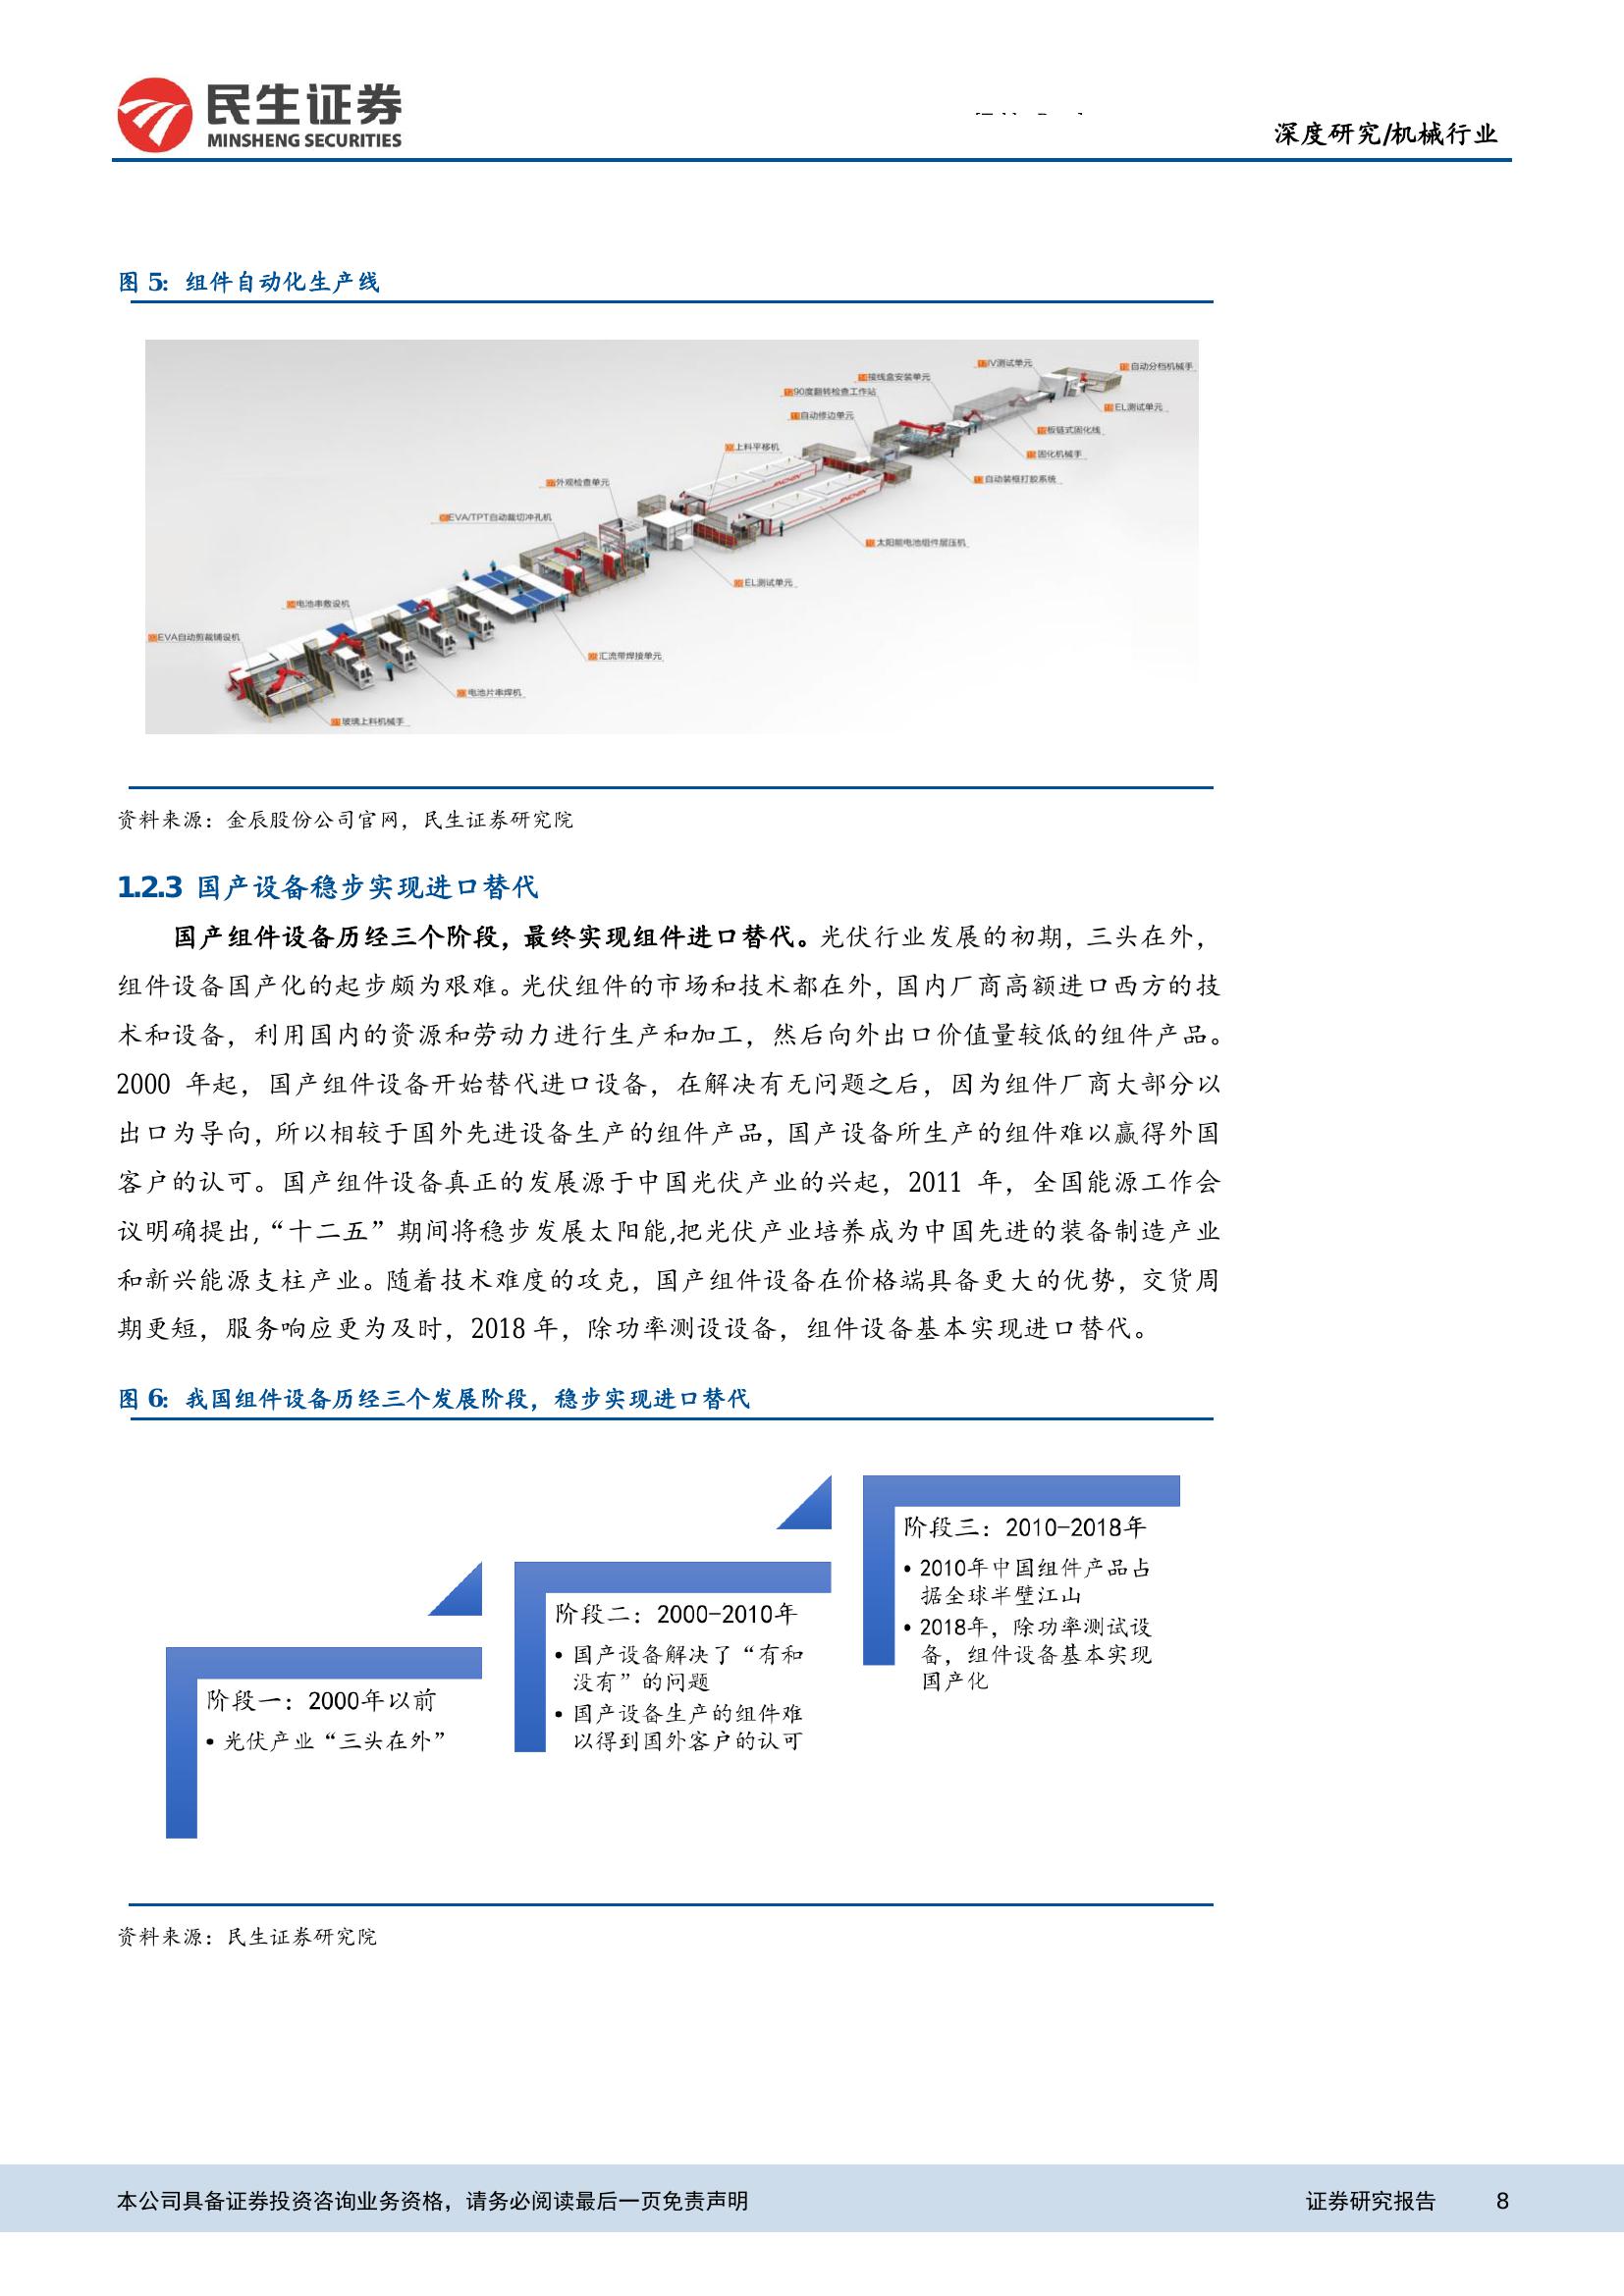 民生证券
MINSHENG SECURITIES
深度研究/机械行业
图 5: 组件自动化生产线
自动分档机械手
IV测试单元
接线盒安装单元
90度翻转检查工作站
EL测试单元
自动修边单元
板链式固化线
上料平移机
固化机械手
自动装框打胶系统
外观检查单元
EVA/TPT自动裁切冲孔机
太阳能电池组件层压机
EL测试单元
电池串敷设机
EVA自动剪裁铺设机
汇流带焊接单元
电池片串焊机
玻璃上料机械手
资料来源：金辰股份公司官网，民生证券研究院
1.2.3 国产设备稳步实现进口替代
国产组件设备历经三个阶段，最终实现组件进口替代。光伏行业发展的初期，三头在外，
组件设备国产化的起步颇为艰难。光伏组件的市场和技术都在外，国内厂商高额进口西方的技
术和设备，利用国内的资源和劳动力进行生产和加工，然后向外出口价值量较低的组件产品。
2000 年起，国产组件设备开始替代进口设备，在解决有无问题之后，因为组件厂商大部分以
出口为导向，所以相较于国外先进设备生产的组件产品，国产设备所生产的组件难以赢得外国
客户的认可。国产组件设备真正的发展源于中国光伏产业的兴起，2011 年，全国能源工作会
议明确提出,“十二五”期间将稳步发展太阳能,把光伏产业培养成为中国先进的装备制造产业
和新兴能源支柱产业。随着技术难度的攻克，国产组件设备在价格端具备更大的优势，交货周
期更短，服务响应更为及时，2018 年，除功率测设设备，组件设备基本实现进口替代。
图 6: 我国组件设备历经三个发展阶段，稳步实现进口替代
阶段一：2000年以前
• 光伏产业“三头在外”
阶段二：2000-2010年
• 国产设备解决了“有和
没有”的问题
• 国产设备生产的组件难
以得到国外客户的认可
阶段三：2010-2018年
• 2010年中国组件产品占
据全球半壁江山
• 2018年，除功率测试设
备，组件设备基本实现
国产化
资料来源：民生证券研究院
本公司具备证券投资咨询业务资格，请务必阅读最后一页免责声明
证券研究报告 8